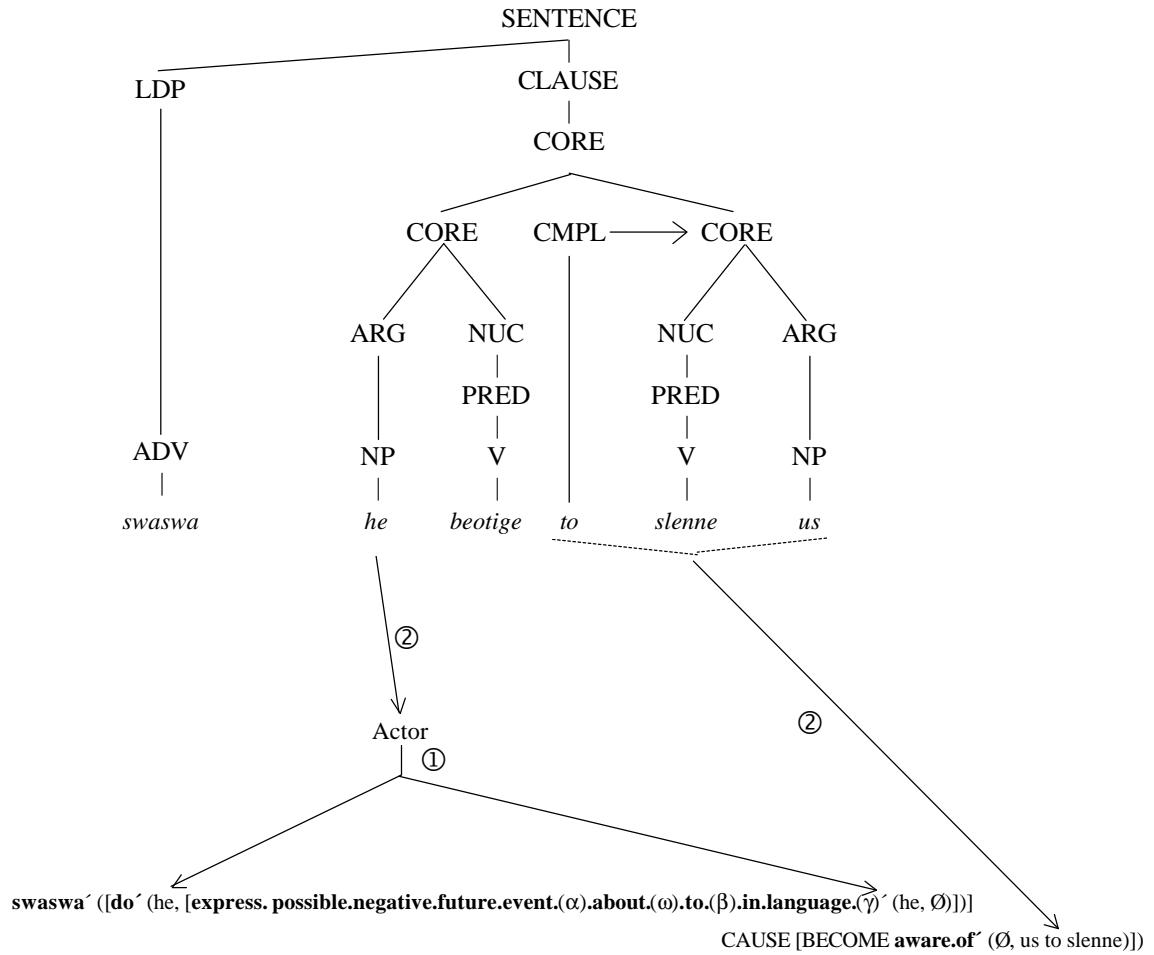 SENTENCE
LDP CLAUSE
CORE
CORE CMPL CORE
ARG NUC NUC ARG
PRED PRED
ADV NP V V NP
swaswa he beotige to slenne us
②
Actor ②
①
swaswa´ ([do´ (he, [express. possible.negative.future.event.(α).about.(ω).to.(β).in.language.(γ)´ (he, Ø)])]
CAUSE [BECOME aware.of´ (Ø, us to slenne)])